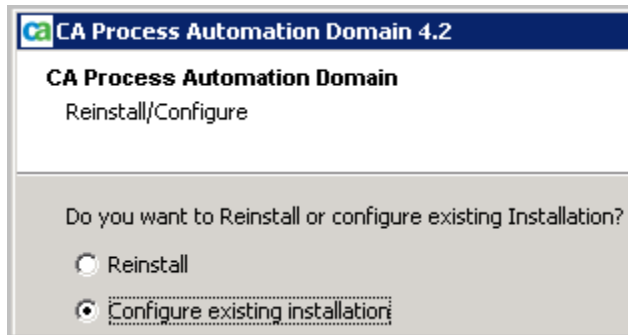 ca CA Process Automation Domain 4.2
CA Process Automation Domain
Reinstall/Configure
Do you want to Reinstall or configure existing Installation?
Reinstall
Configure existing installation